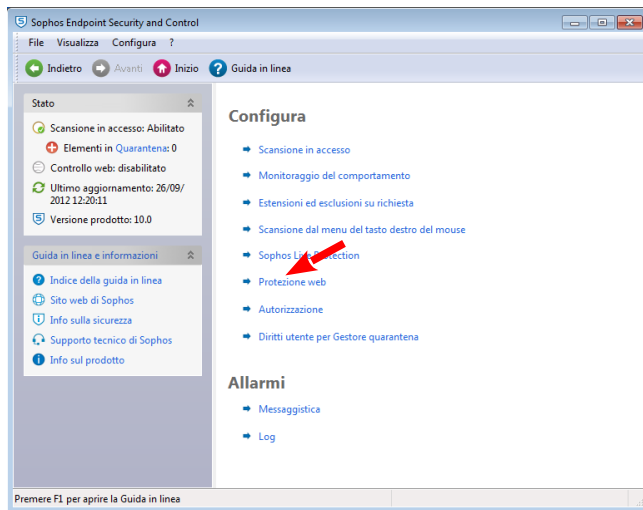 Sophos Endpoint Security and Control
File Visualizza Configura ?
Indietro Avanti Inizio Guida in linea
Stato
Scansione in accesso: Abilitato
Elementi in Quarantena: 0
Controllo web: disabilitato
Ultimo aggiornamento: 26/09/
2012 12:20:11
Versione prodotto: 10.0
Guida in linea e informazioni
Indice della guida in linea
Sito web di Sophos
Info sulla sicurezza
Supporto tecnico di Sophos
Info sul prodotto
Configura
Scansione in accesso
Monitoraggio del comportamento
Estensioni ed esclusioni su richiesta
Scansione dal menu del tasto destro del mouse
Sophos Live Protection
Protezione web
Autorizzazione
Diritti utente per Gestore quarantena
Allarmi
Messaggistica
Log
Premere F1 per aprire la Guida in linea